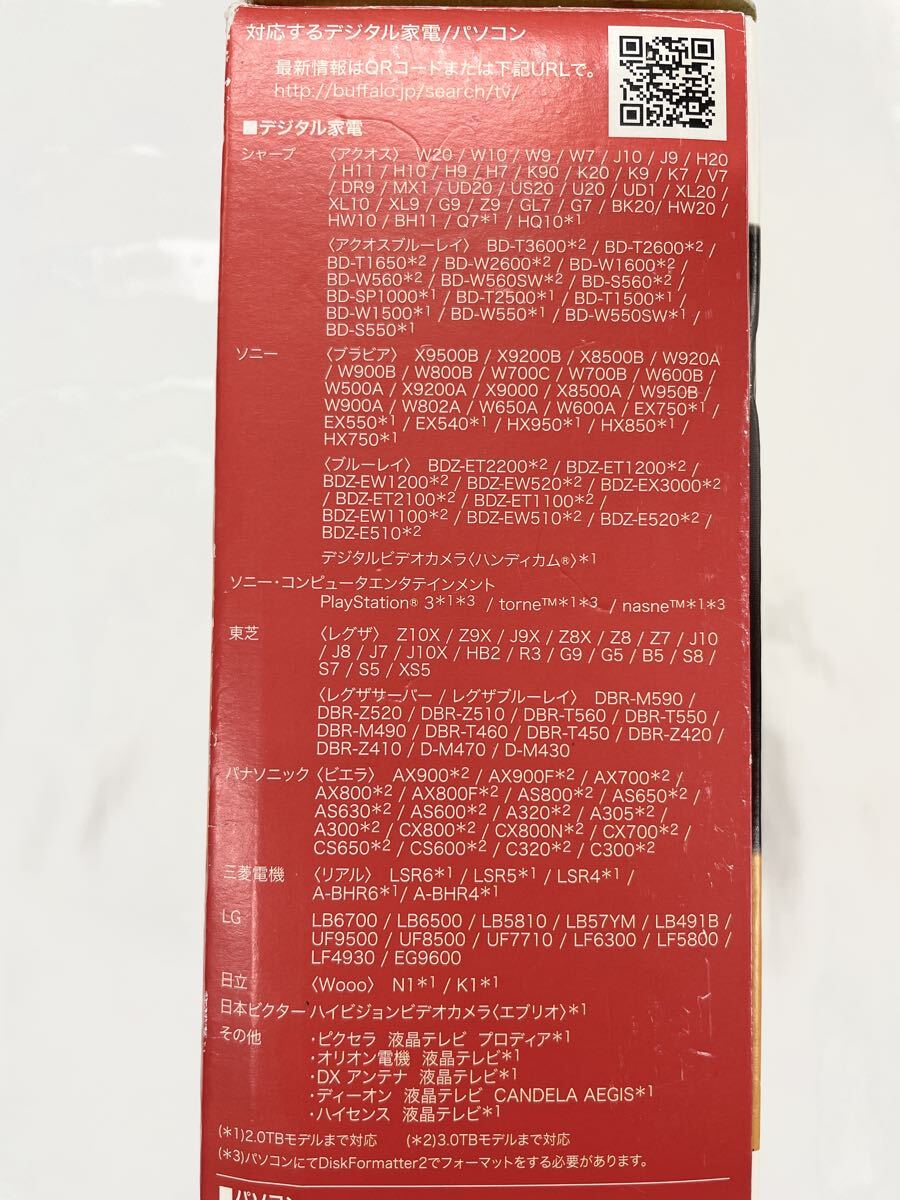 対応するデジタル家電/パソコン
最新情報はQRコードまたは下記URLで。
http://buffalo.jp/search/tv/
■デジタル家電
シャープ 〈アクオス〉 W20 / W10 / W9 / W7 / J10 / J9 / H20
/ H11 / H10 / H9 / H7 / K90 / K20 / K9 / K7 / V7
/ DR9 / MX1 / UD20 / US20 / U20 / UD1 / XL20 /
XL10 / XL9 / G9 / Z9 / GL7 / G7 / BK20/ HW20 /
HW10 / BH11 / Q7*1 / HQ10*1
〈アクオスブルーレイ〉 BD-T3600*2 / BD-T2600*2 /
BD-T1650*2 / BD-W2600*2 / BD-W1600*2 /
BD-W560*2 / BD-W560SW*2 / BD-S560*2 /
BD-SP1000*1 / BD-T2500*1 / BD-T1500*1 /
BD-W1500*1 / BD-W550*1 / BD-W550SW*1 /
BD-S550*1
ソニー 〈ブラビア〉 X9500B / X9200B / X8500B / W920A
/ W900B / W800B / W700C / W700B / W600B /
W500A / X9200A / X9000 / X8500A / W950B /
W900A / W802A / W650A / W600A / EX750*1 /
EX550*1 / EX540*1 / HX950*1 / HX850*1 /
HX750*1
〈ブルーレイ〉 BDZ-ET2200*2 / BDZ-ET1200*2 /
BDZ-EW1200*2 / BDZ-EW520*2 / BDZ-EX3000*2
/ BDZ-ET2100*2 / BDZ-ET1100*2 /
BDZ-EW1100*2 / BDZ-EW510*2 / BDZ-E520*2 /
BDZ-E510*2
デジタルビデオカメラ〈ハンディカム®〉*1
ソニー・コンピュータエンタテインメント
PlayStation® 3*1*3 / torne™*1*3 / nasne™*1*3
東芝 〈レグザ〉 Z10X / Z9X / J9X / Z8X / Z8 / Z7 / J10
/ J8 / J7 / J10X / HB2 / R3 / G9 / G5 / B5 / S8 /
S7 / S5 / XS5
〈レグザサーバー / レグザブルーレイ〉 DBR-M590 /
DBR-Z520 / DBR-Z510 / DBR-T560 / DBR-T550 /
DBR-M490 / DBR-T460 / DBR-T450 / DBR-Z420 /
DBR-Z410 / D-M470 / D-M430
パナソニック 〈ビエラ〉 AX900*2 / AX900F*2 / AX700*2 /
AX800*2 / AX800F*2 / AS800*2 / AS650*2 /
AS630*2 / AS600*2 / A320*2 / A305*2 /
A300*2 / CX800*2 / CX800N*2 / CX700*2 /
CS650*2 / CS600*2 / C320*2 / C300*2
三菱電機 〈リアル〉 LSR6*1 / LSR5*1 / LSR4*1 /
A-BHR6*1/ A-BHR4*1
LG LB6700 / LB6500 / LB5810 / LB57YM / LB491B /
UF9500 / UF8500 / UF7710 / LF6300 / LF5800 /
LF4930 / EG9600
日立 〈Wooo〉 N1*1 / K1*1
日本ビクター ハイビジョンビデオカメラ〈エブリオ〉*1
その他 ・ピクセラ 液晶テレビ プロディア*1
・オリオン電機 液晶テレビ*1
・DX アンテナ 液晶テレビ*1
・ディーオン 液晶テレビ CANDELA AEGIS*1
・ハイセンス 液晶テレビ*1
(*1)2.0TBモデルまで対応 (*2)3.0TBモデルまで対応
(*3)パソコンにてDiskFormatter2でフォーマットをする必要があります。
■パソコン